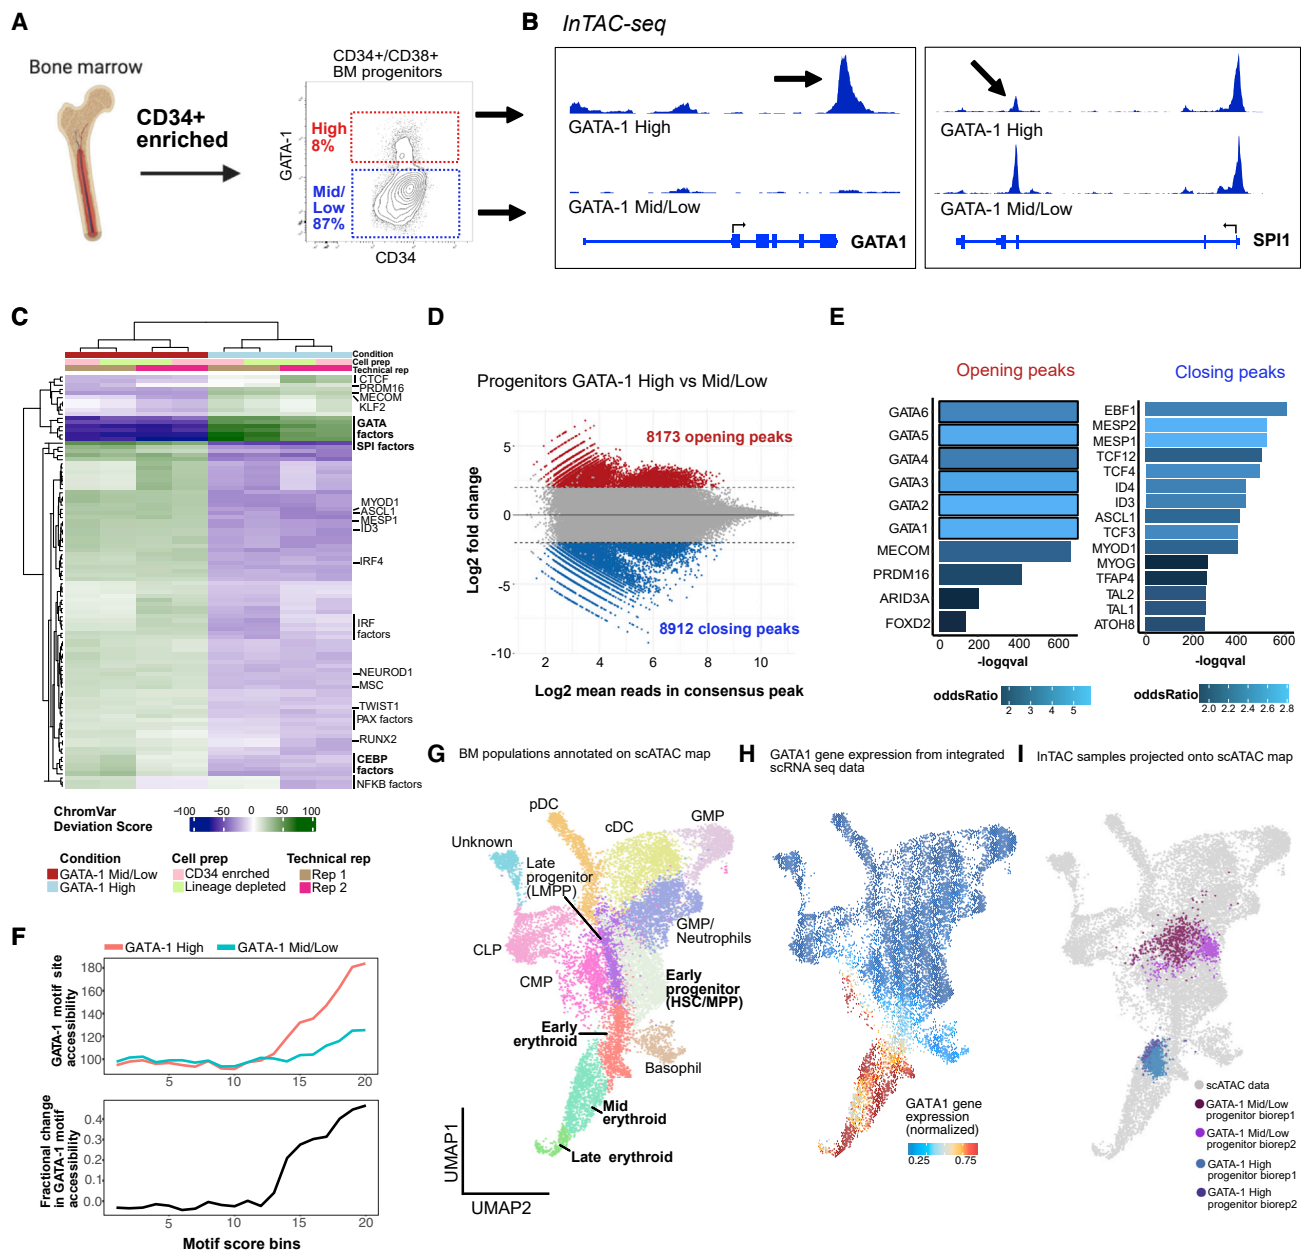 A
Bone marrow
CD34+
enriched
CD34+/CD38+
BM progenitors
GATA-1
High
8%
Mid/
Low
87%
CD34
B
InTAC-seq
GATA-1 High
GATA-1 Mid/Low
GATA1
GATA-1 High
GATA-1 Mid/Low
SPI1
C
Condition
Cell prep
Technical rep
CTCF
PRDM16
MECOM
KLF2
GATA
factors
SPI factors
MYOD1
ASCL1
MESP1
ID3
IRF4
IRF
factors
NEUROD1
MSC
TWIST1
PAX factors
RUNX2
CEBP
factors
NFKB factors
ChromVar
Deviation Score
-100 -50 0 50 100
Condition
GATA-1 Mid/Low
GATA-1 High
Cell prep
CD34 enriched
Lineage depleted
Technical rep
Rep 1
Rep 2
D
Progenitors GATA-1 High vs Mid/Low
8173 opening peaks
8912 closing peaks
Log2 fold change
5
0
-5
-10
2 4 6 8 10
Log2 mean reads in consensus peak
E
Opening peaks
GATA6
GATA5
GATA4
GATA3
GATA2
GATA1
MECOM
PRDM16
ARID3A
FOXD2
0 200 400 600
-logqval
oddsRatio
2 3 4 5
Closing peaks
EBF1
MESP2
MESP1
TCF12
TCF4
ID4
ID3
ASCL1
TCF3
MYOD1
MYOG
TFAP4
TAL2
TAL1
ATOH8
0 200 400 600
-logqval
oddsRatio
2.0 2.2 2.4 2.6 2.8
F
GATA-1 High
GATA-1 Mid/Low
GATA-1 motif site
accessibility
180
160
140
120
100
5 10 15 20
Fractional change
in GATA-1 motif
accessibility
0.4
0.3
0.2
0.1
0.0
5 10 15 20
Motif score bins
G
BM populations annotated on scATAC map
pDC
cDC
GMP
Unknown
Late
progenitor
(LMPP)
GMP/
Neutrophils
CLP
CMP
Early
progenitor
(HSC/MPP)
Early
erythroid
Basophil
Mid
erythroid
Late erythroid
UMAP1
UMAP2
H
GATA1 gene expression from integrated
scRNA seq data
GATA1 gene
expression
(normalized)
0.25 0.75
I
InTAC samples projected onto scATAC map
scATAC data
GATA-1 Mid/Low
progenitor biorep1
GATA-1 Mid/Low
progenitor biorep2
GATA-1 High
progenitor biorep1
GATA-1 High
progenitor biorep2